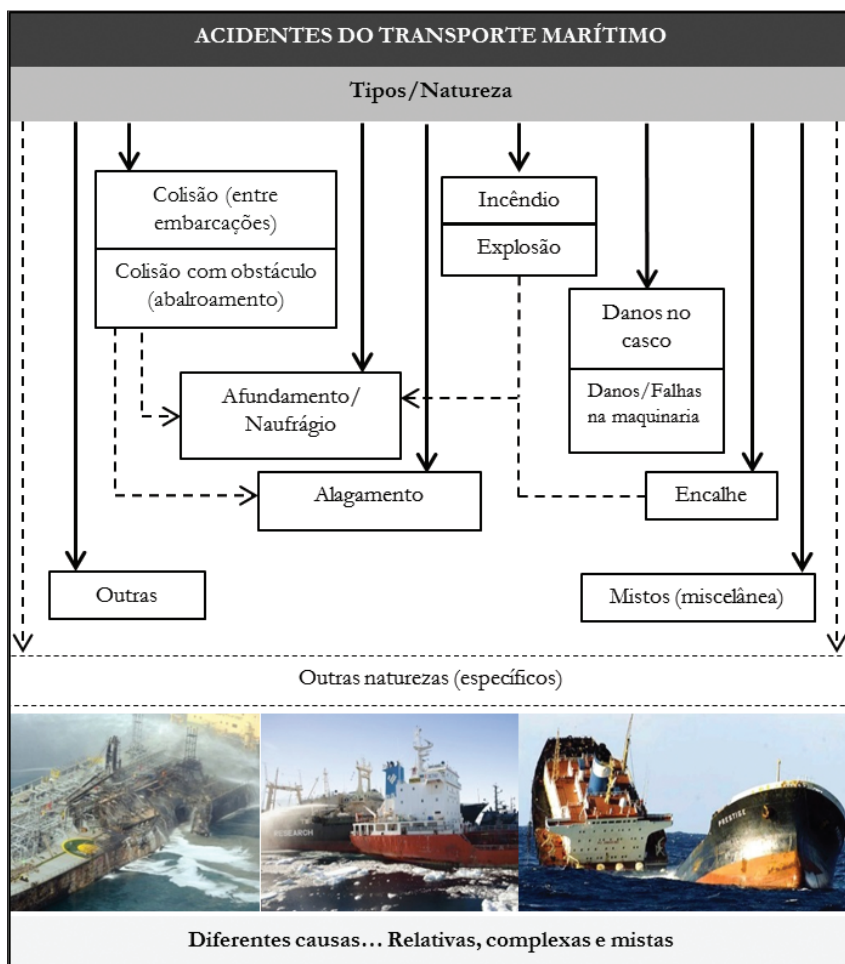 ACIDENTES DO TRANSPORTE MARÍTIMO
Tipos/Natureza
Colisão (entre
embarcações)
Colisão com obstáculo
(abalroamento)
Incêndio
Explosão
Danos no
casco
Danos/Falhas
na maquinaria
Afundamento/
Naufrágio
Alagamento
Encalhe
Outras
Mistos (miscelânea)
Outras naturezas (específicos)
RESEARCH
PRESTIGE
Diferentes causas... Relativas, complexas e mistas